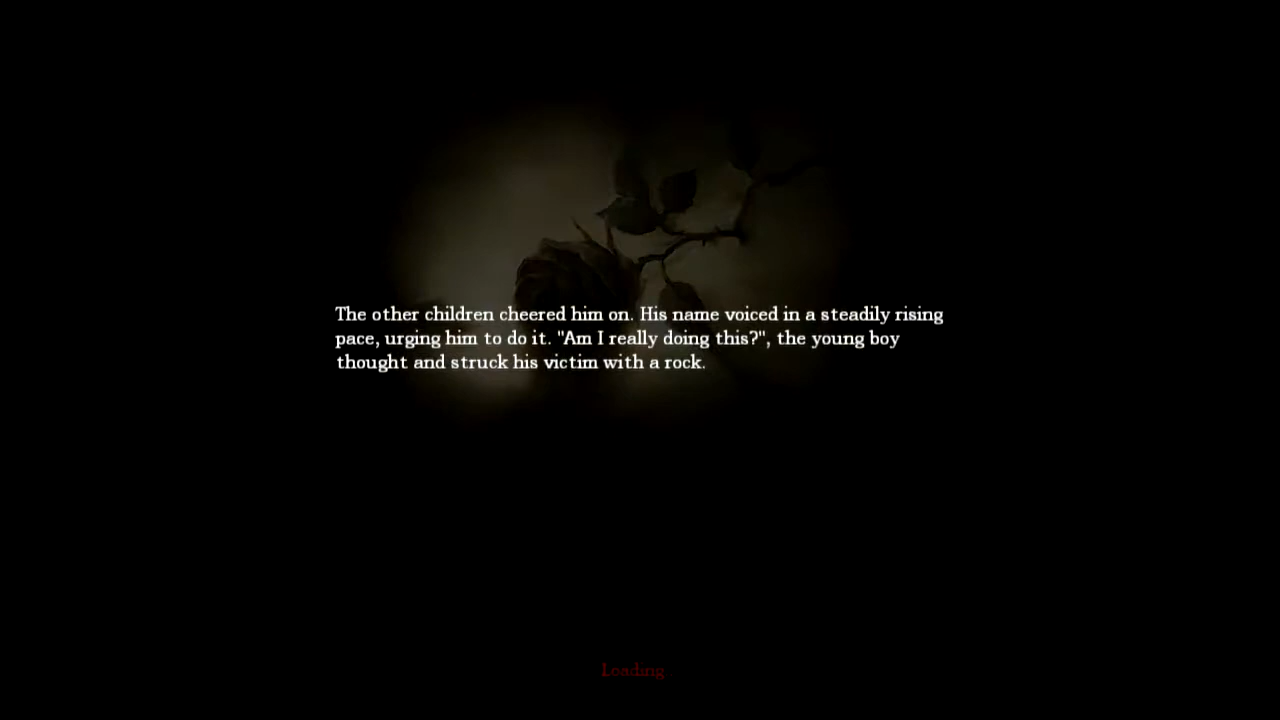 The other children cheered him on. His name voiced in a steadily rising
pace, urging him to do it. "Am I really doing this?", the young boy
thought and struck his victim with a rock.
Loading..